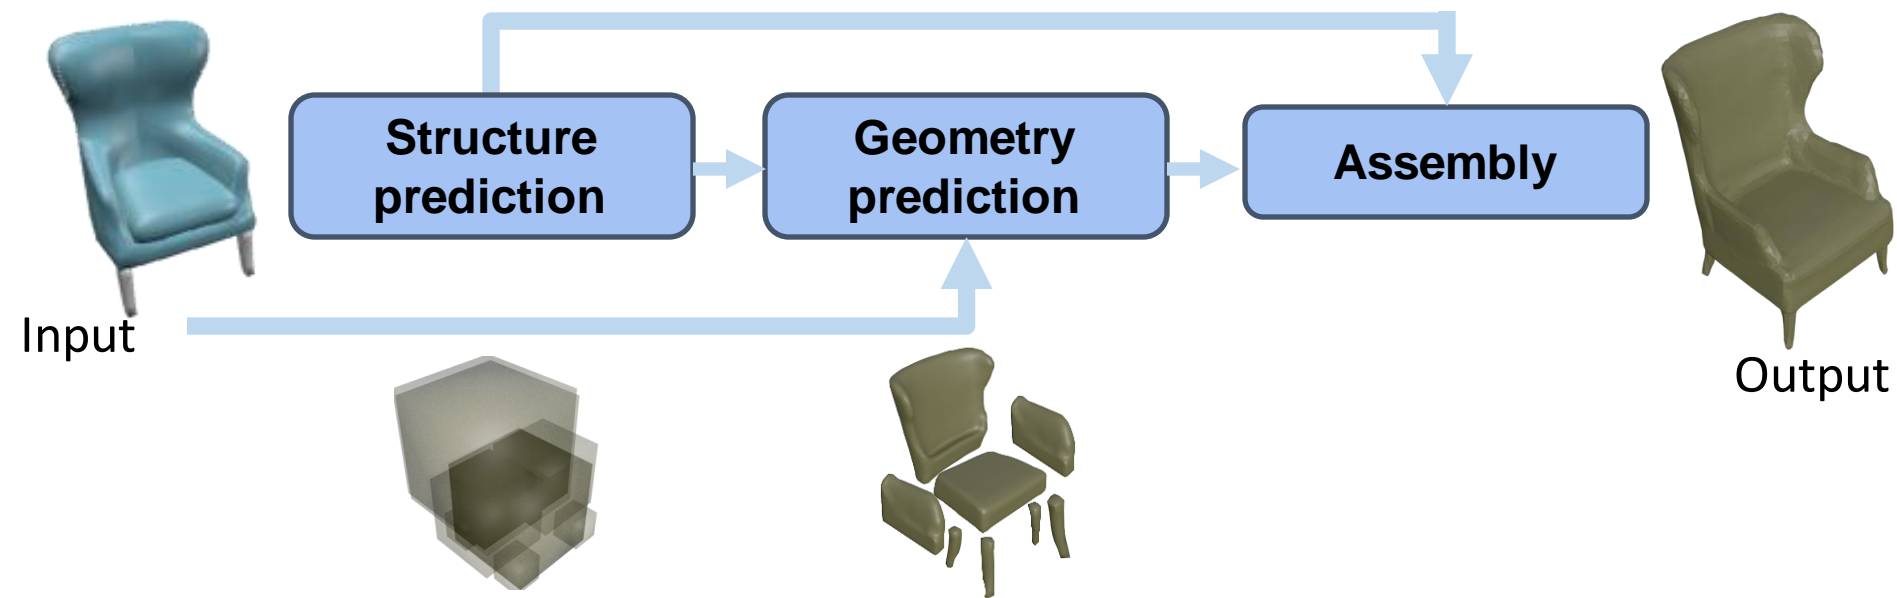 Structure
prediction
Geometry
prediction
Assembly
Input
Output